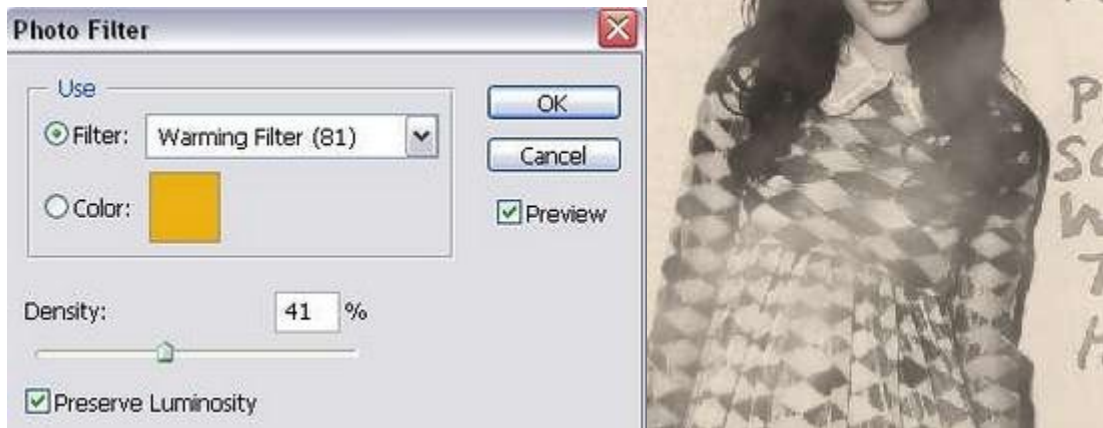 Photo Filter
Use
Filter: Warming Filter (81)
Color:
OK
Cancel
Preview
Density: 41 %
Preserve Luminosity
P
W
T
H